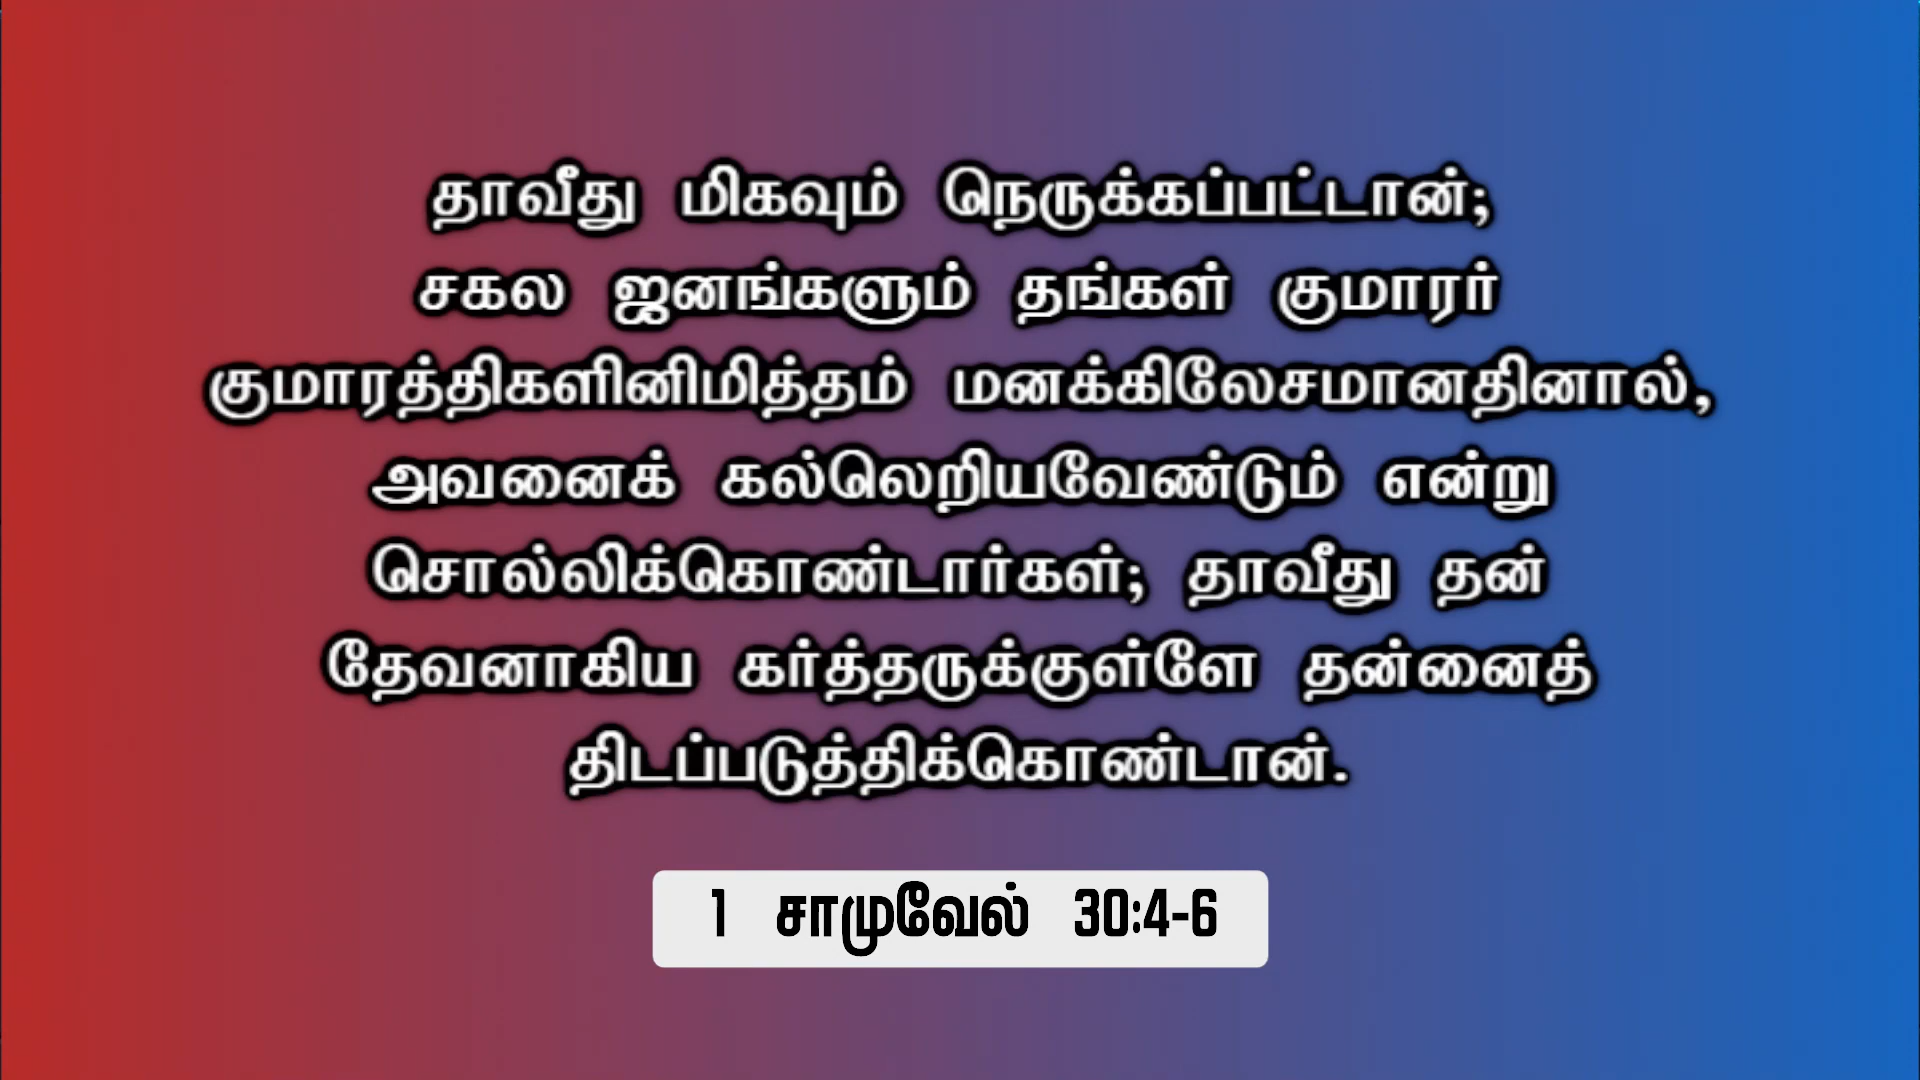 தாவீது மிகவும் நெருக்கப்பட்டான்;
சகல ஜனங்களும் தங்கள் குமாரர்
குமாரத்திகளினிமித்தம் மனக்கிலேசமானதினால்,
அவனைக் கல்லெறியவேண்டும் என்று
சொல்லிக்கொண்டார்கள்; தாவீது தன்
தேவனாகிய கர்த்தருக்குள்ளே தன்னைத்
திடப்படுத்திக்கொண்டான்.
1 சாமுவேல் 30:4-6